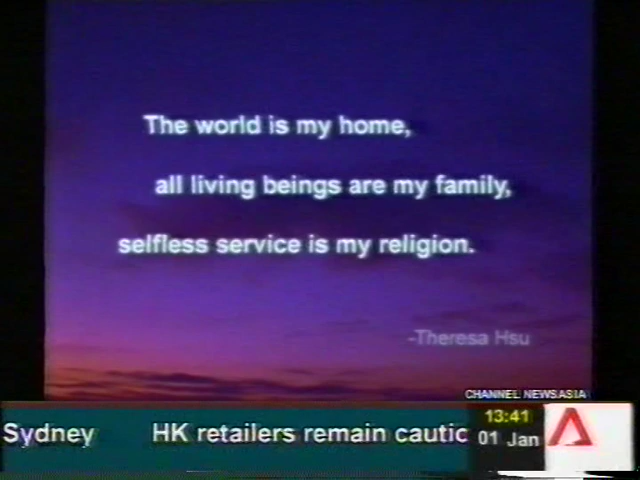 The world is my home,
all living beings are my family,
selfless service is my religion.
-Theresa Hsu
CHANNEL NEWSASIA
Sydney HK retailers remain cautic
13:41
01 Jan